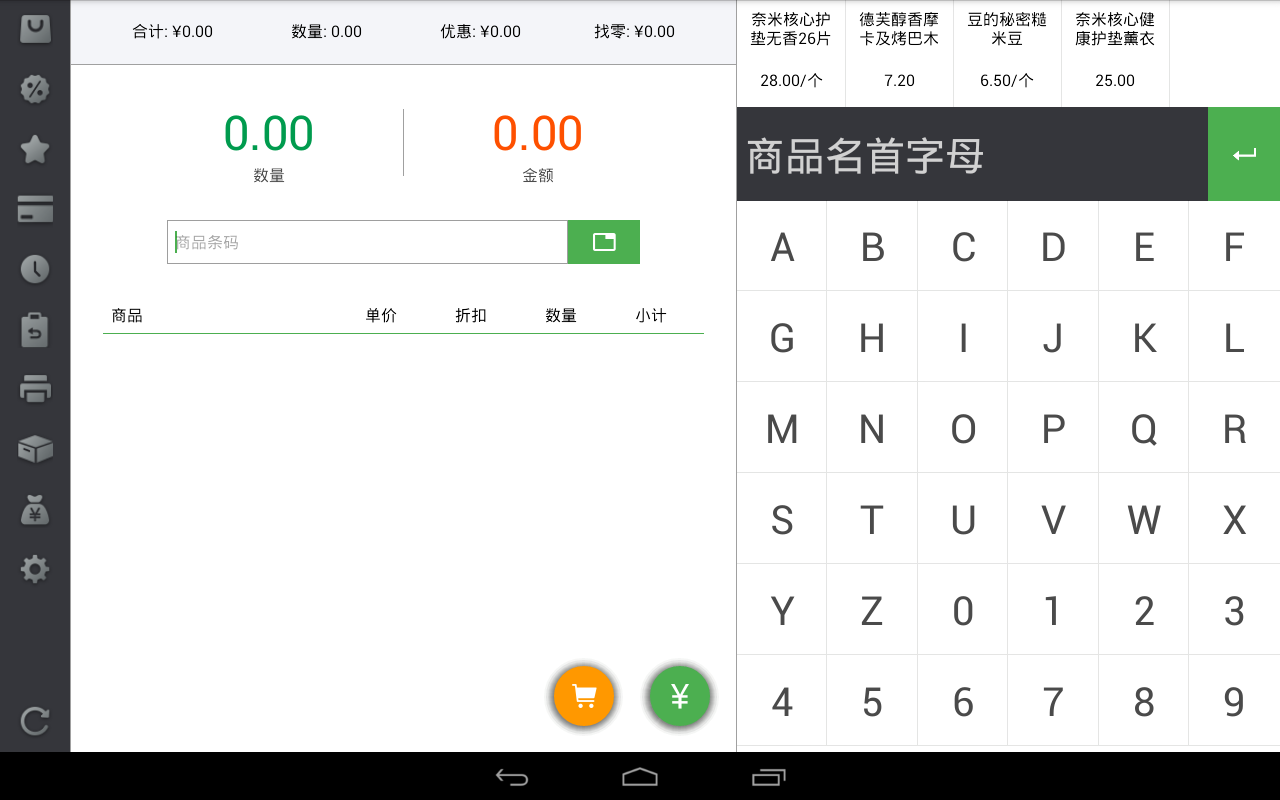 合计: ¥0.00 数量: 0.00 优惠: ¥0.00 找零: ¥0.00
0.00 0.00
数量 金额
商品条码
商品 单价 折扣 数量 小计
¥
奈米核心护
垫无香26片
28.00/个
德芙醇香摩
卡及烤巴木
7.20
豆的秘密糙
米豆
6.50/个
奈米核心健
康护垫薰衣
25.00
商品名首字母
A B C D E F
G H I J K L
M N O P Q R
S T U V W X
Y Z 0 1 2 3
4 5 6 7 8 9